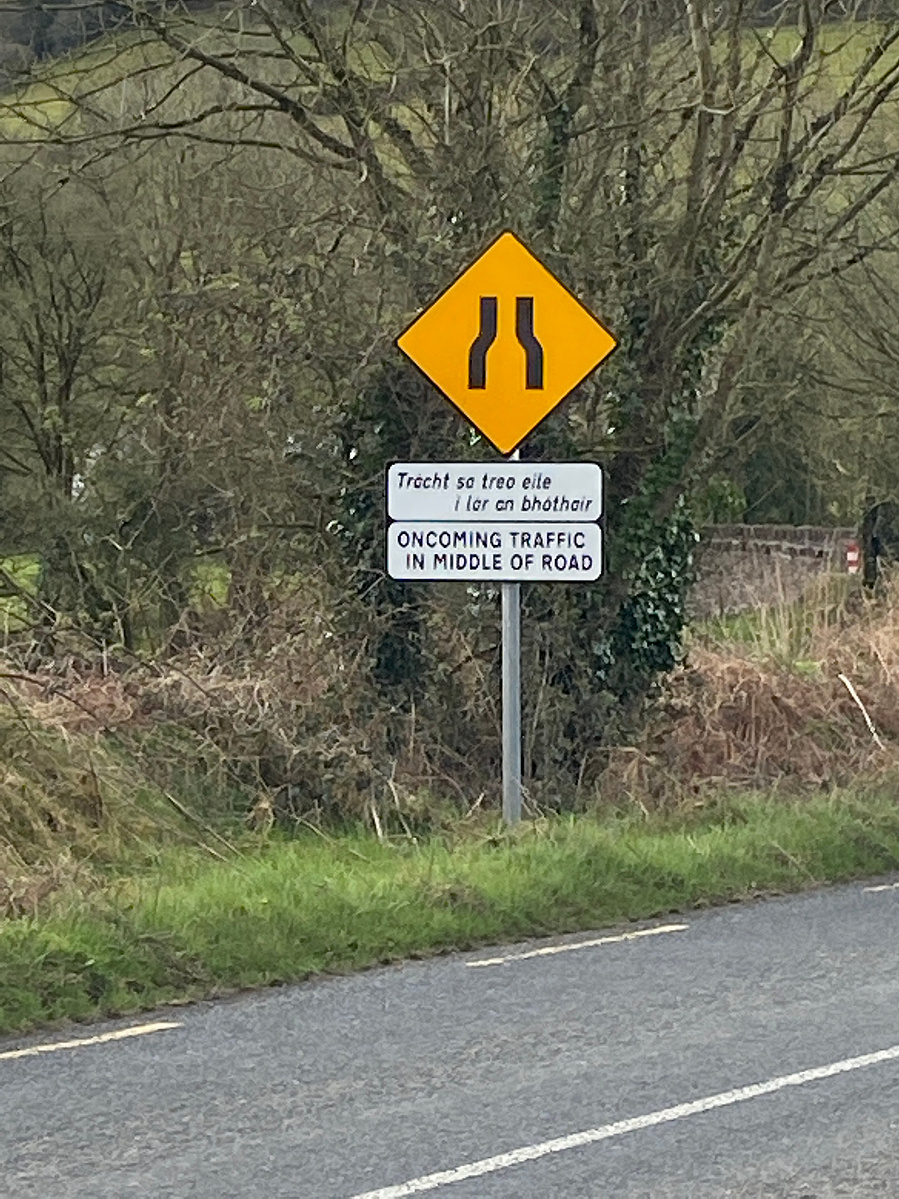 Trácht sa treo eile
i lár an bhóthair
ONCOMING TRAFFIC
IN MIDDLE OF ROAD